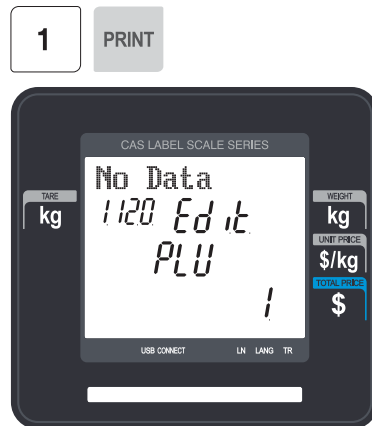 1 PRINT
CAS LABEL SCALE SERIES
No Data
1120 Edit
PLU
1
TARE
kg
WEIGHT
kg
UNIT PRICE
$/kg
TOTAL PRICE
$
USB CONNECT LN LANG TR